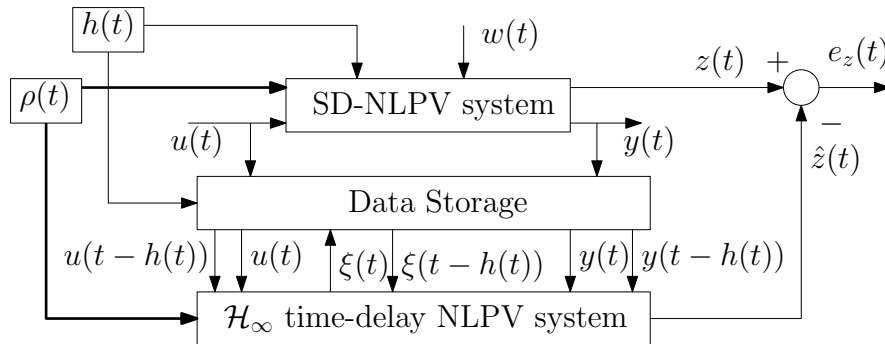 h(t)
w(t)
z(t)
+
e_z(t)
ρ(t)
SD-NLPV system
−
u(t)
y(t)
ẑ(t)
Data Storage
u(t − h(t))
u(t)
ξ(t)
ξ(t − h(t))
y(t)
y(t − h(t))
ℋ∞ time-delay NLPV system